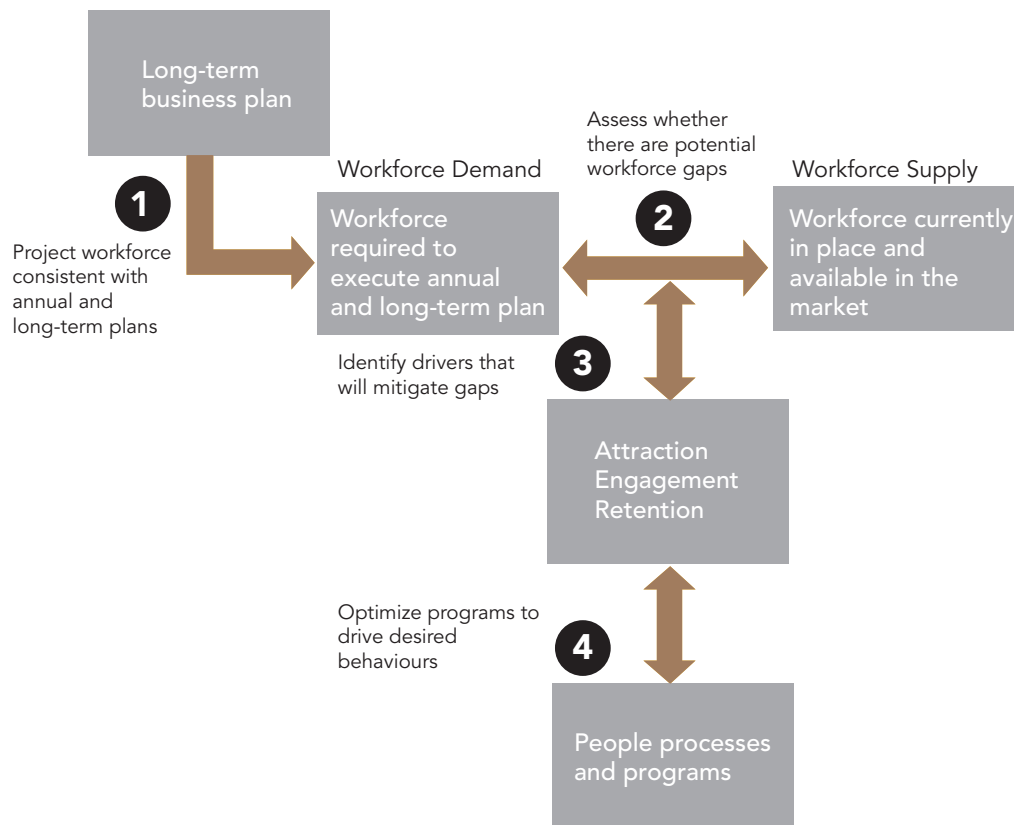 Long-term
business plan
1
Project workforce
consistent with
annual and
long-term plans
Workforce Demand
Workforce
required to
execute annual
and long-term plan
Assess whether
there are potential
workforce gaps
2
Workforce Supply
Workforce currently
in place and
available in the
market
Identify drivers that
will mitigate gaps
3
Attraction
Engagement
Retention
Optimize programs to
drive desired
behaviours
4
People processes
and programs